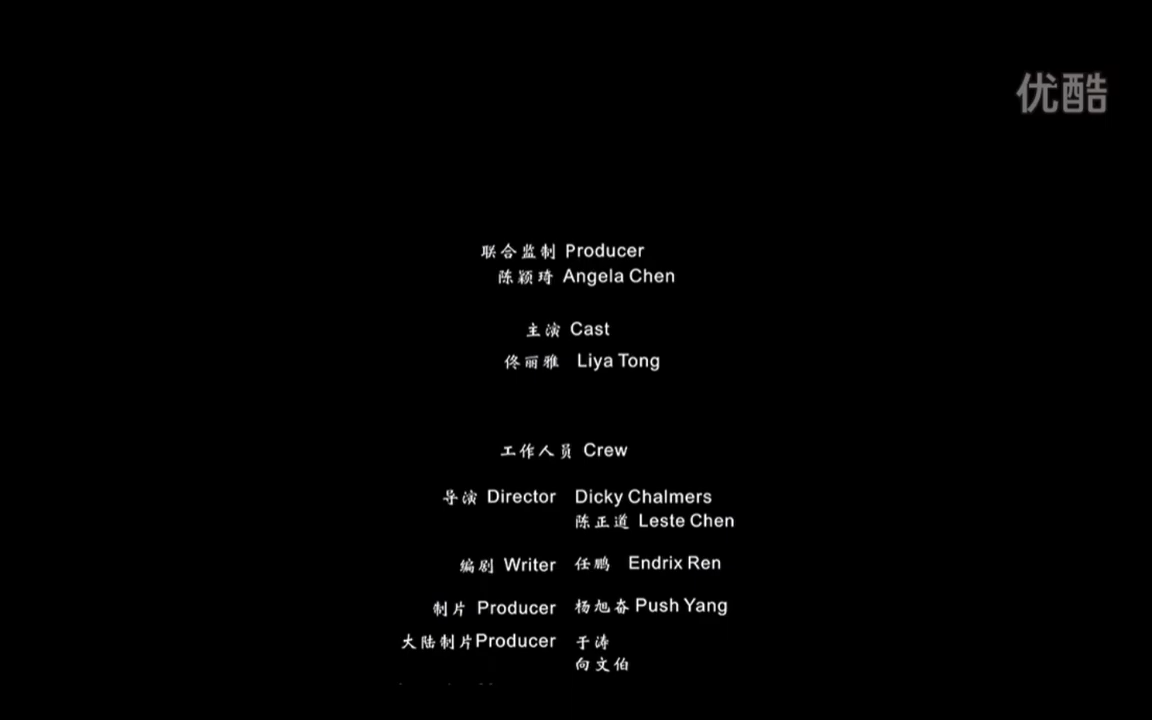 优酷
联合监制 Producer
陈颖琦 Angela Chen
主演 Cast
佟丽雅 Liya Tong
工作人员 Crew
导演 Director Dicky Chalmers
陈正道 Leste Chen
编剧 Writer 任鹏 Endrix Ren
制片 Producer 杨旭奋 Push Yang
大陆制片Producer 于涛
向文伯